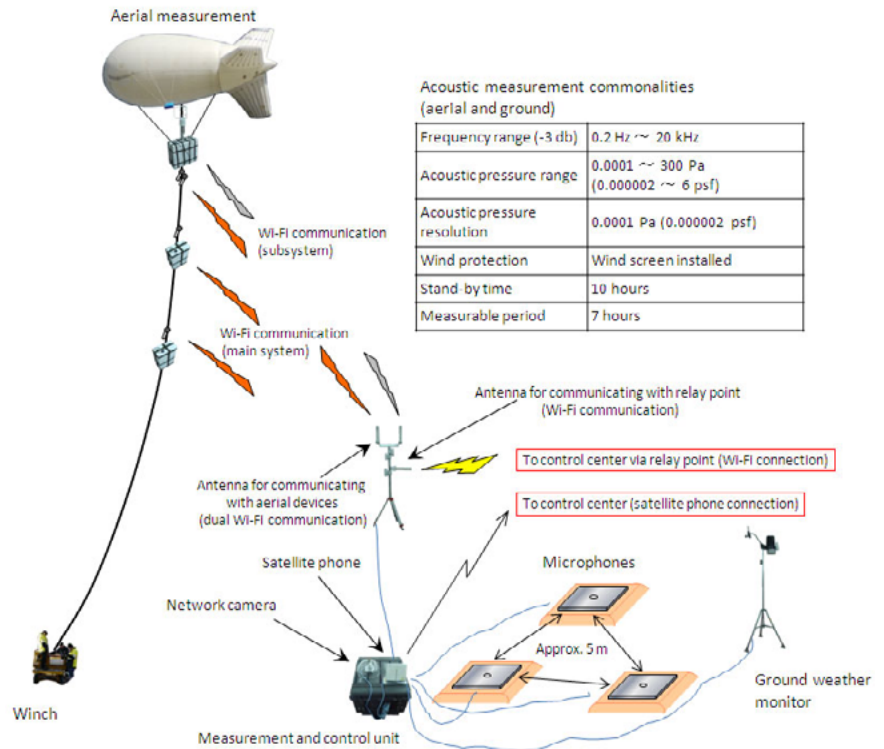 Aerial measurement
Acoustic measurement commonalities
(aerial and ground)
Frequency range (-3 db) 0.2 Hz ～ 20 kHz
Acoustic pressure range 0.0001 ～ 300 Pa
(0.000002 ～ 6 psf)
Acoustic pressure
resolution 0.0001 Pa (0.000002 psf)
Wind protection Wind screen installed
Stand-by time 10 hours
Measurable period 7 hours
Wi-Fi communication
(subsystem)
Wi-Fi communication
(main system)
Antenna for communicating with relay point
(Wi-Fi communication)
To control center via relay point (Wi-Fi connection)
Antenna for communicating
with aerial devices
(dual Wi-Fi communication)
To control center (satellite phone connection)
Satellite phone
Microphones
Network camera
Approx. 5 m
Winch
Measurement and control unit
Ground weather
monitor